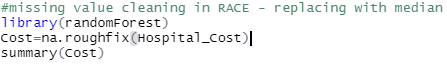 #missing value cleaning in RACE - replacing with median
library(randomForest)
Cost=na.roughfix(Hospital_Cost)
summary(Cost)